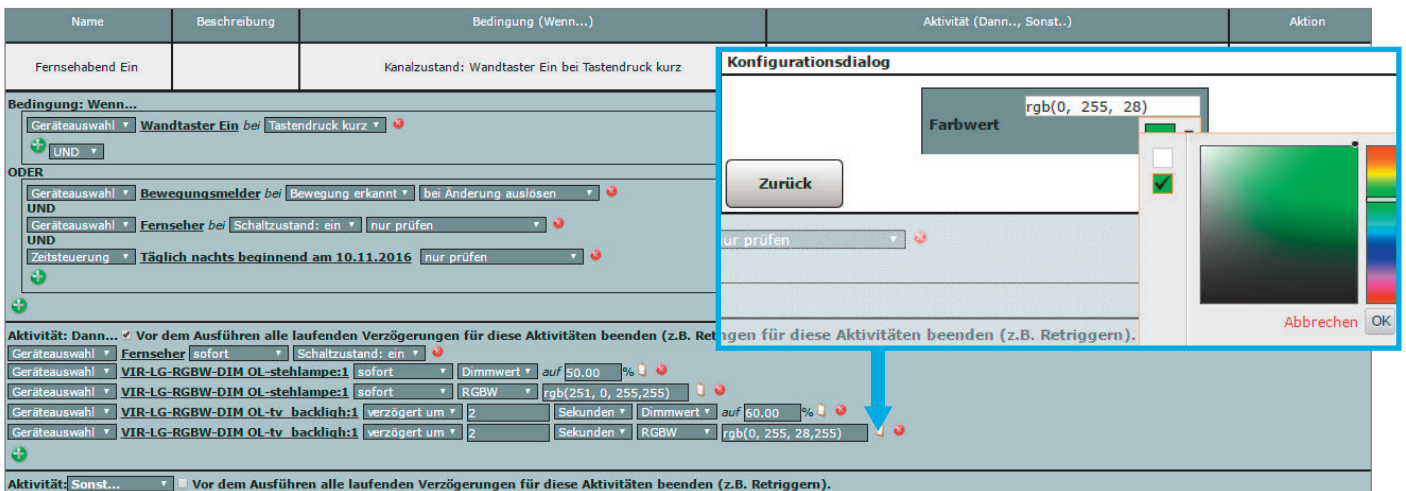 Name Beschreibung Bedingung (Wenn...) Aktivität (Dann.., Sonst..) Aktion
Fernsehabend Ein Kanalzustand: Wandtaster Ein bei Tastendruck kurz
Bedingung: Wenn...
Geräteauswahl Wandtaster Ein bei Tastendruck kurz
UND
ODER
Geräteauswahl Bewegungsmelder bei Bewegung erkannt bei Änderung auslösen
UND
Geräteauswahl Fernseher bei Schaltzustand: ein nur prüfen
UND
Zeitsteuerung Täglich nachts beginnend am 10.11.2016 nur prüfen
Aktivität: Dann... Vor dem Ausführen alle laufenden Verzögerungen für diese Aktivitäten beenden (z.B. Ret
Geräteauswahl Fernseher sofort Schaltzustand: ein
Geräteauswahl VIR-LG-RGBW-DIM OL-stehlampe:1 sofort Dimmwert auf 50.00 %
Geräteauswahl VIR-LG-RGBW-DIM OL-stehlampe:1 sofort RGBW rgb(251, 0, 255,255)
Geräteauswahl VIR-LG-RGBW-DIM OL-tv_backligh:1 verzögert um 2 Sekunden Dimmwert auf 60.00 %
Geräteauswahl VIR-LG-RGBW-DIM OL-tv_backligh:1 verzögert um 2 Sekunden RGBW rgb(0, 255, 28,255)
Aktivität: Sonst... Vor dem Ausführen alle laufenden Verzögerungen für diese Aktivitäten beenden (z.B. Retriggern).
Konfigurationsdialog
Farbwert rgb(0, 255, 28)
Zurück
nur prüfen
Abbrechen OK
ngen für diese Aktivitäten beenden (z.B. Retriggern).